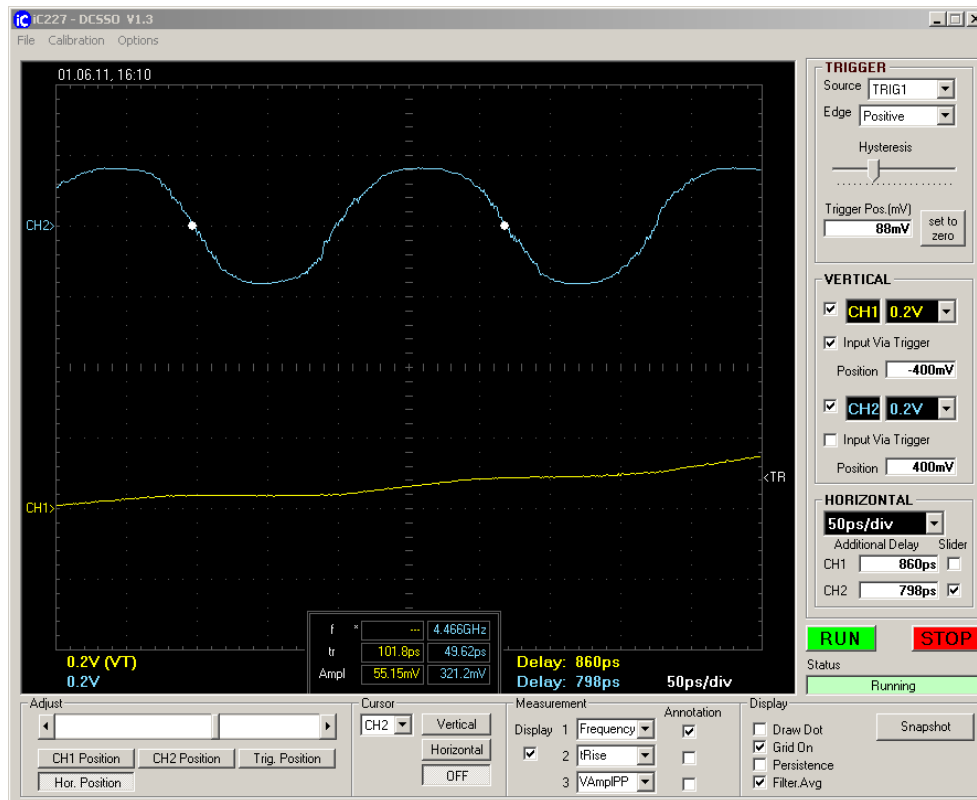 iC iC227 - DCSSO V1.3
File Calibration Options
01.06.11, 16:10
CH2>
CH1>
<TR
f * --- 4.466GHz
tr 101.8ps 49.62ps
Ampl 55.15mV 321.2mV
0.2V (VT)
0.2V
Delay: 860ps
Delay: 798ps 50ps/div
TRIGGER
Source TRIG1
Edge Positive
Hysteresis
Trigger Pos.(mV)
88mV
set to
zero
VERTICAL
CH1 0.2V
Input Via Trigger
Position -400mV
CH2 0.2V
Input Via Trigger
Position 400mV
HORIZONTAL
50ps/div
Additional Delay Slider
CH1 860ps
CH2 798ps
RUN STOP
Status
Running
Adjust
CH1 Position CH2 Position Trig. Position
Hor. Position
Cursor
CH2 Vertical
Horizontal
OFF
Measurement
Annotation
Display 1 Frequency
2 tRise
3 VAmplPP
Display
Draw Dot
Grid On
Persistence
Filter.Avg
Snapshot